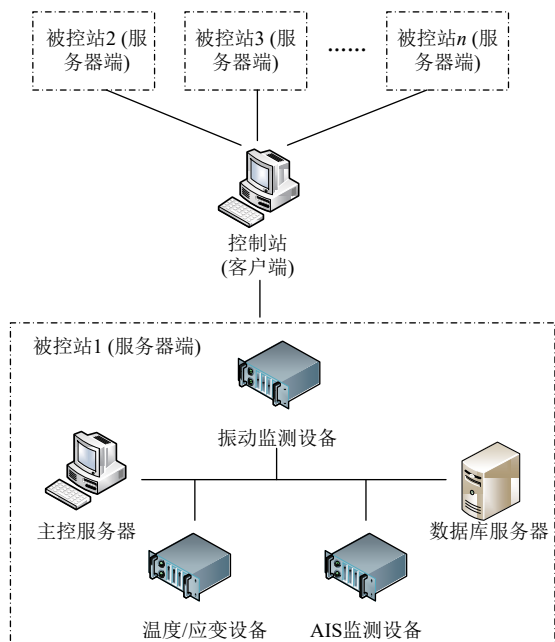 被控站2 (服
务器端)
被控站3 (服
务器端)
······
被控站n (服
务器端)
控制站
(客户端)
被控站1 (服务器端)
振动监测设备
主控服务器
数据库服务器
温度/应变设备
AIS监测设备